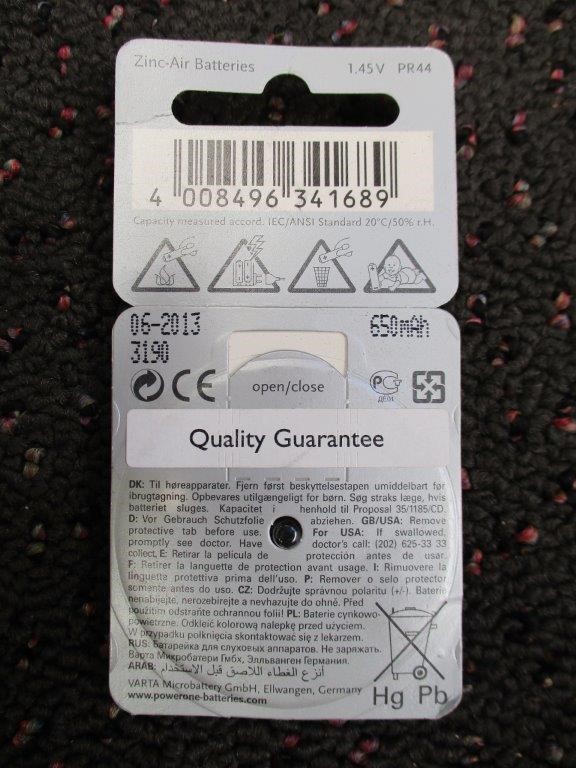 Zinc-Air Batteries 1.45V PR44
4 008496 341689
Capacity measured accord. IEC/ANSI Standard 20°C/50% r.H.
06-2013 650mAh
3190
CE open/close PC ДЕ01
Quality Guarantee
DK: Til høreapparater. Fjern først beskyttelsestapen umiddelbart før
ibrugtagning. Opbevares utilgængeligt for børn. Søg straks læge, hvis
batteriet sluges. Kapacitet i henhold til Proposal 35/1185/CD.
D: Vor Gebrauch Schutzfolie abziehen. GB/USA: Remove
protective tab before use. For USA: If swallowed,
promptly see doctor. Have doctor's call: (202) 625-33 33
collect, E: Retirar la película de protección antes de usar.
F: Retirer la languette de protection avant usage. I: Rimuovere la
linguette protettiva prima dell'uso. P: Remover o selo protector
somente antes do uso. CZ: Dodržujte správnou polaritu (+/-). Baterie
nenabíjejte, nerozebírejte a nevhazujte do ohně. Před
použitím odstraňte ochrannou folii! PL: Baterie cynkowo-
powietrzne. Odkleić kolorową nalepkę przed użyciem.
W przypadku połknięcia skontaktować się z lekarzem.
RUS: Батарейка для слуховых аппаратов. Не заряжать.
Варта Микробатери Гмбх, Эльванген Германия.
ARAB: أنزع الغطاء اللاصق قبل الاستخدام
VARTA Microbattery GmbH, Ellwangen, Germany
www.powerone-batteries.com Hg Pb